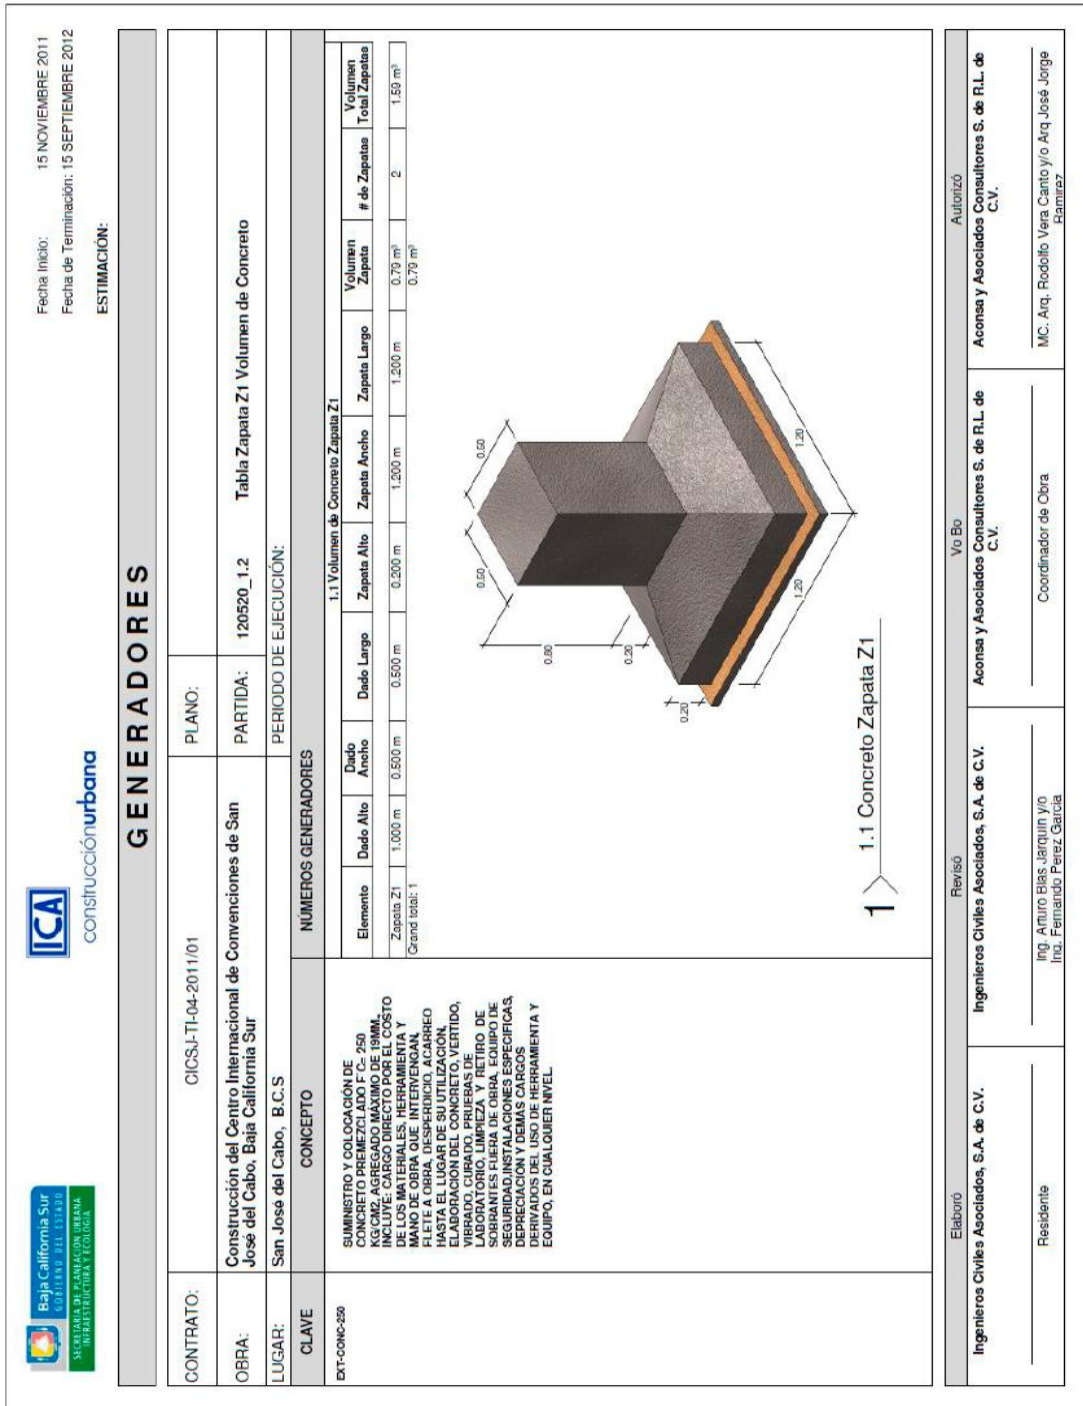 Baja California Sur
GOBIERNO DEL ESTADO
SECRETARIA DE PLANEACION URBANA
INFRAESTRUCTURA Y ECOLOGIA
ICA
construcciónurbana
Fecha Inicio: 15 NOVIEMBRE 2011
Fecha de Terminación: 15 SEPTIEMBRE 2012
ESTIMACIÓN:
GENERADORES
CONTRATO: CICSJ-TI-04-2011/01 PLANO:
OBRA: Construcción del Centro Internacional de Convenciones de San
José del Cabo, Baja California Sur
PARTIDA: 120520_1.2 Tabla Zapata Z1 Volumen de Concreto
LUGAR: San José del Cabo, B.C.S PERIODO DE EJECUCIÓN:
CLAVE CONCEPTO NÚMEROS GENERADORES
EXT-CONC-250
SUMINISTRO Y COLOCACIÓN DE
CONCRETO PREMEZCLADO F´C= 250
KG/CM2, AGREGADO MÁXIMO DE 19MM,
INCLUYE: CARGO DIRECTO POR EL COSTO
DE LOS MATERIALES, HERRAMIENTA Y
MANO DE OBRA QUE INTERVENGAN,
FLETE A OBRA, DESPERDICIO, ACARREO
HASTA EL LUGAR DE SU UTILIZACIÓN,
ELABORACIÓN DEL CONCRETO, VERTIDO,
VIBRADO, CURADO, PRUEBAS DE
LABORATORIO, LIMPIEZA Y RETIRO DE
SOBRANTES FUERA DE OBRA, EQUIPO DE
SEGURIDAD,INSTALACIONES ESPECIFICAS,
DEPRECIACIÓN Y DEMÁS CARGOS
DERIVADOS DEL USO DE HERRAMIENTA Y
EQUIPO, EN CUALQUIER NIVEL.
1.1 Volumen de Concreto Zapata Z1
Elemento Dado Alto Dado Ancho Dado Largo Zapata Alto Zapata Ancho Zapata Largo Volumen Zapata # de Zapatas Volumen Total Zapatas
Zapata Z1 1.000 m 0.500 m 0.500 m 0.200 m 1.200 m 1.200 m 0.79 m³ 2 1.59 m³
Grand total: 1 0.79 m³
0.50
0.50
0.80
0.20
0.20
1.20
1.20
1 1.1 Concreto Zapata Z1
Elaboró Revisó Vo Bo Autorizó
Ingenieros Civiles Asociados, S.A. de C.V.
Residente
Ingenieros Civiles Asociados, S.A. de C.V.
Ing. Arturo Blas Jarquin y/o
Ing. Fernando Perez Garcia
Aconsa y Asociados Consultores S. de R.L. de
C.V.
Coordinador de Obra
Aconsa y Asociados Consultores S. de R.L. de
C.V.
MC. Arq. Rodolfo Vera Canto y/o Arq José Jorge
Ramirez